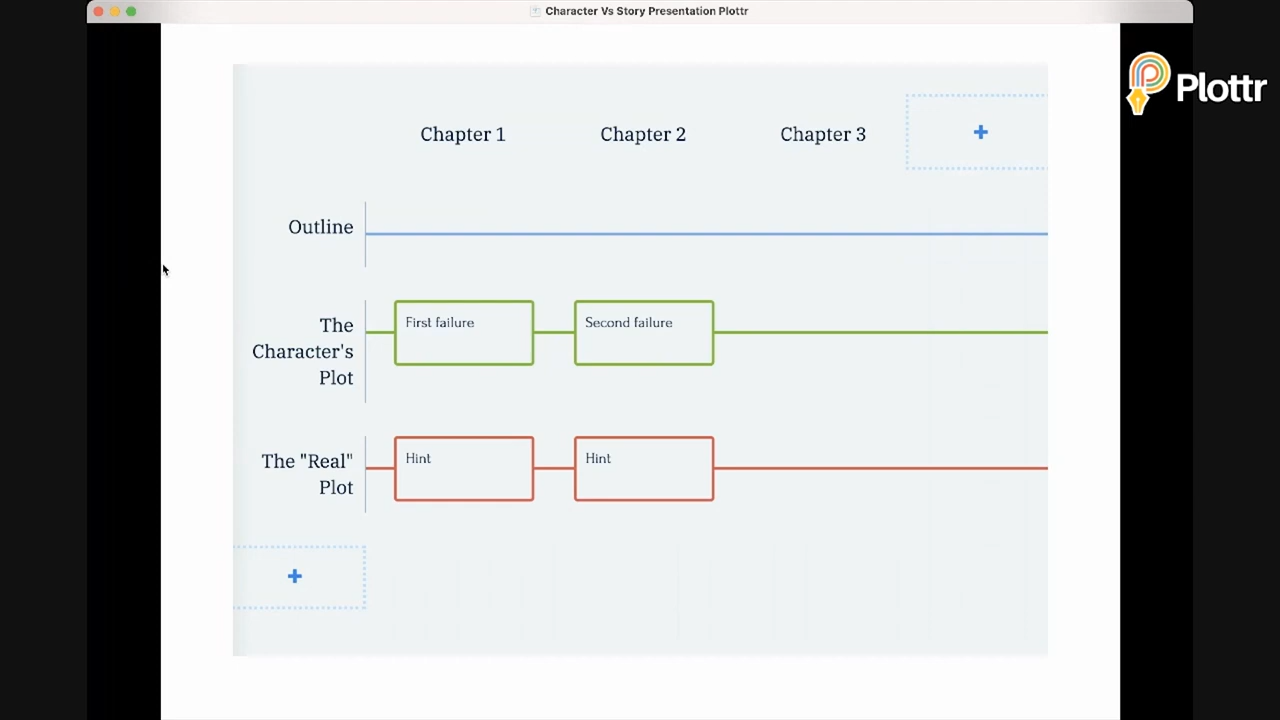 Character Vs Story Presentation Plottr
Plottr
Chapter 1
Chapter 2
Chapter 3
Outline
The
Character's
Plot
First failure
Second failure
The "Real"
Plot
Hint
Hint